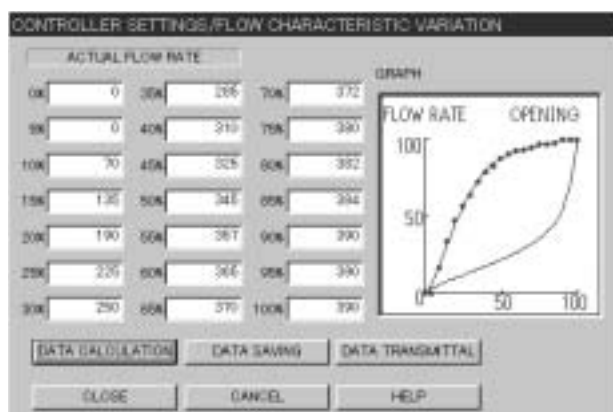 CONTROLLER SETTINGS/FLOW CHARACTERISTIC VARIATION
ACTUAL FLOW RATE
0% 0 35% 285 70% 372
5% 0 40% 310 75% 380
10% 70 45% 325 80% 382
15% 135 50% 345 85% 384
20% 190 55% 357 90% 390
25% 225 60% 365 95% 390
30% 250 65% 370 100% 390
GRAPH
FLOW RATE OPENING
100
50
0 50 100
DATA CALCULATION DATA SAVING DATA TRANSMITTAL
CLOSE CANCEL HELP